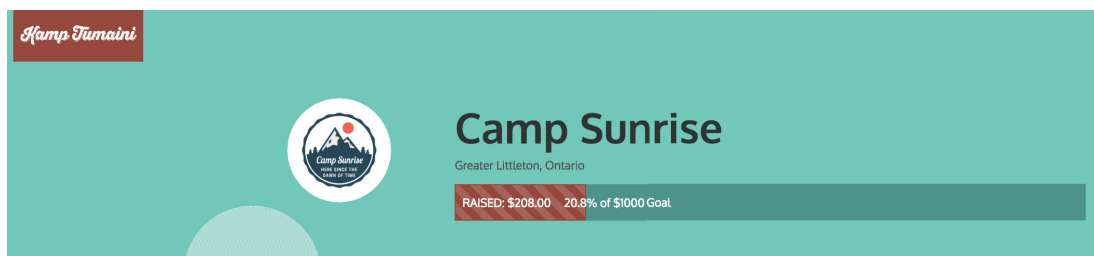 Kamp Tumaini
Camp Sunrise
HERE SINCE THE
DAWN OF TIME
Camp Sunrise
Greater Littleton, Ontario
RAISED: $208.00 20.8% of $1000 Goal